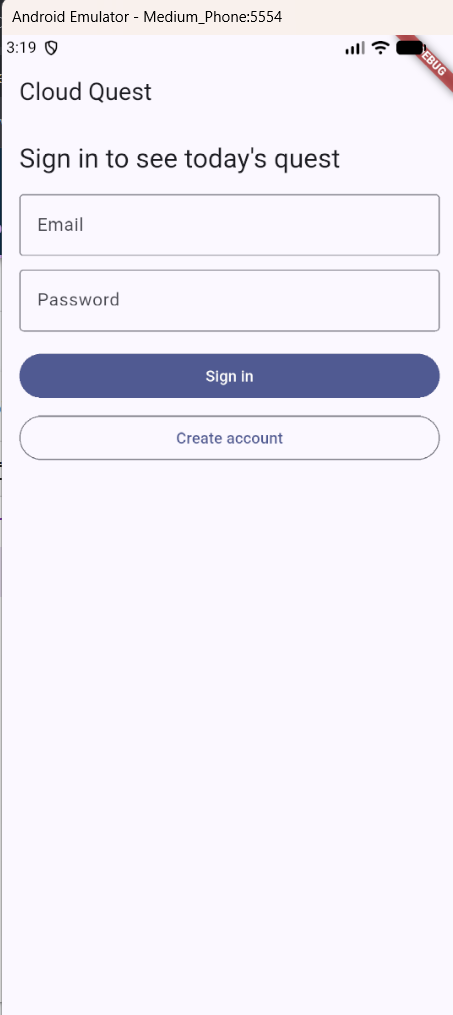 Android Emulator - Medium_Phone:5554
3:19
EBUG
Cloud Quest
Sign in to see today's quest
Email
Password
Sign in
Create account